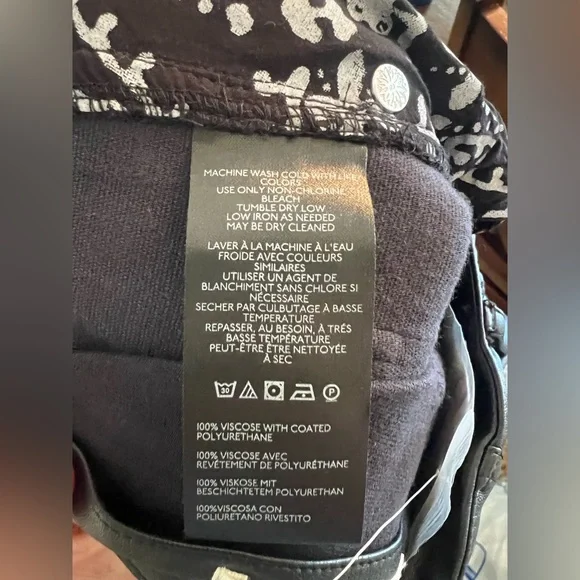 MACHINE WASH COLD WITH LIKE
COLORS
USE ONLY NON-CHLORINE
BLEACH
TUMBLE DRY LOW
LOW IRON AS NEEDED
MAY BE DRY CLEANED
LAVER À LA MACHINE À L'EAU
FROIDE AVEC COULEURS
SIMILAIRES
UTILISER UN AGENT DE
BLANCHIMENT SANS CHLORE SI
NÉCESSAIRE
SECHER PAR CULBUTAGE À BASSE
TEMPERATURE
REPASSER, AU BESOIN, À TRÉS
BASSE TEMPÉRATURE
PEUT-ÊTRE ÊTRE NETTOYÉE
À SEC
30 P
100% VISCOSE WITH COATED
POLYURETHANE
100% VISCOSE AVEC
REVÊTEMENT DE POLYURÉTHANE
100% VISKOSE MIT
BESCHICHTETEM POLYURETHAN
100%VISCOSA CON
POLIURETANO RIVESTITO